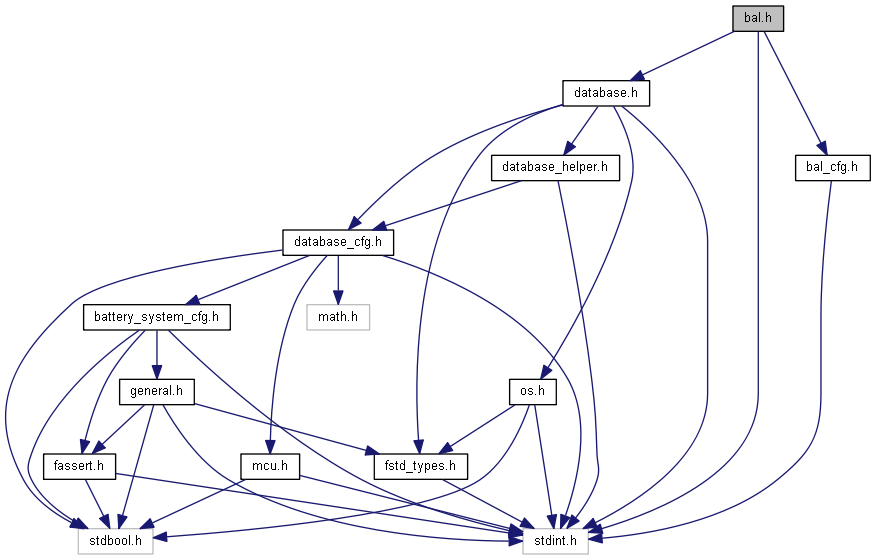 bal.h
database.h
database_helper.h
bal_cfg.h
database_cfg.h
battery_system_cfg.h
math.h
general.h
os.h
fassert.h
mcu.h
fstd_types.h
stdbool.h
stdint.h